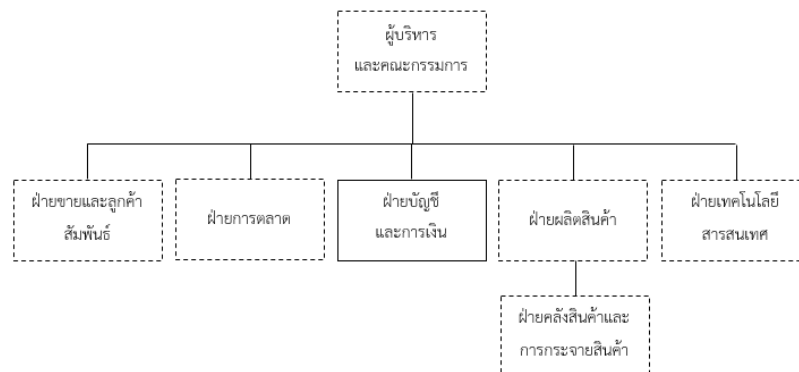 ผู้บริหาร
และคณะกรรมการ
ฝ่ายขายและลูกค้า
สัมพันธ์
ฝ่ายการตลาด
ฝ่ายบัญชี
และการเงิน
ฝ่ายผลิตสินค้า
ฝ่ายเทคโนโลยี
สารสนเทศ
ฝ่ายคลังสินค้าและ
การกระจายสินค้า